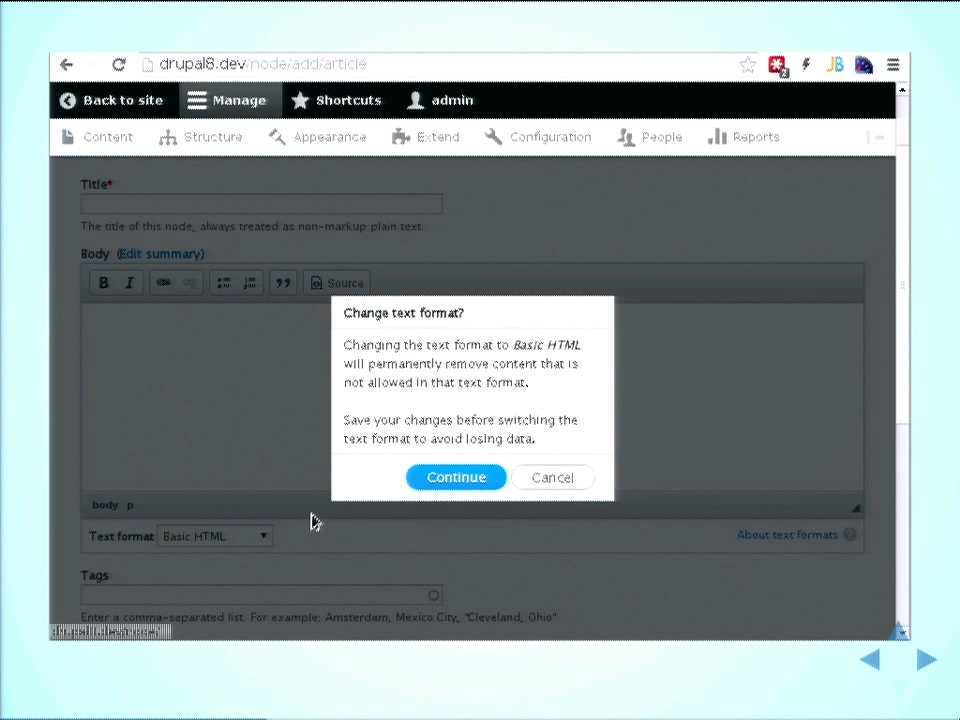 drupal8.dev/node/add/article
Back to site Manage Shortcuts admin
Content Structure Appearance Extend Configuration People Reports
Title*
The title of this node, always treated as non-markup plain text.
Body (Edit summary)
B I Source
Change text format?
Changing the text format to Basic HTML
will permanently remove content that is
not allowed in that text format.
Save your changes before switching the
text format to avoid losing data.
Continue Cancel
body p
Text format Basic HTML About text formats ?
Tags
Enter a comma-separated list. For example: Amsterdam, Mexico City, "Cleveland, Ohio"